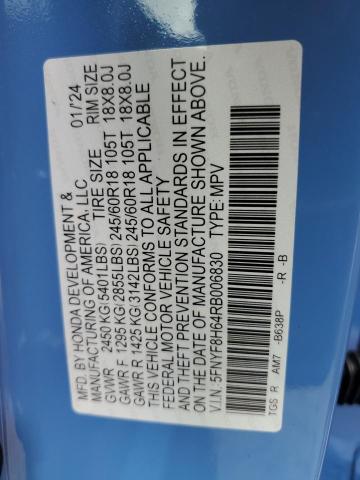 MFD. BY HONDA DEVELOPMENT & 01/'24
MANUFACTURING OF AMERICA, LLC. TIRE SIZE RIM SIZE
GVWR 2450 KG(5401LBS)
GAWR F 1295 KG(2855LBS) 245/60R18 105T 18X8.0J
GAWR R 1425 KG(3142LBS) 245/60R18 105T 18X8.0J
THIS VEHICLE CONFORMS TO ALL APPLICABLE
FEDERAL MOTOR VEHICLE SAFETY
AND THEFT PREVENTION STANDARDS IN EFFECT
ON THE DATE OF MANUFACTURE SHOWN ABOVE.
V.I.N: 5FNYF8H64RB006830 TYPE: MPV
TGS R AM7 -B638P -R -B